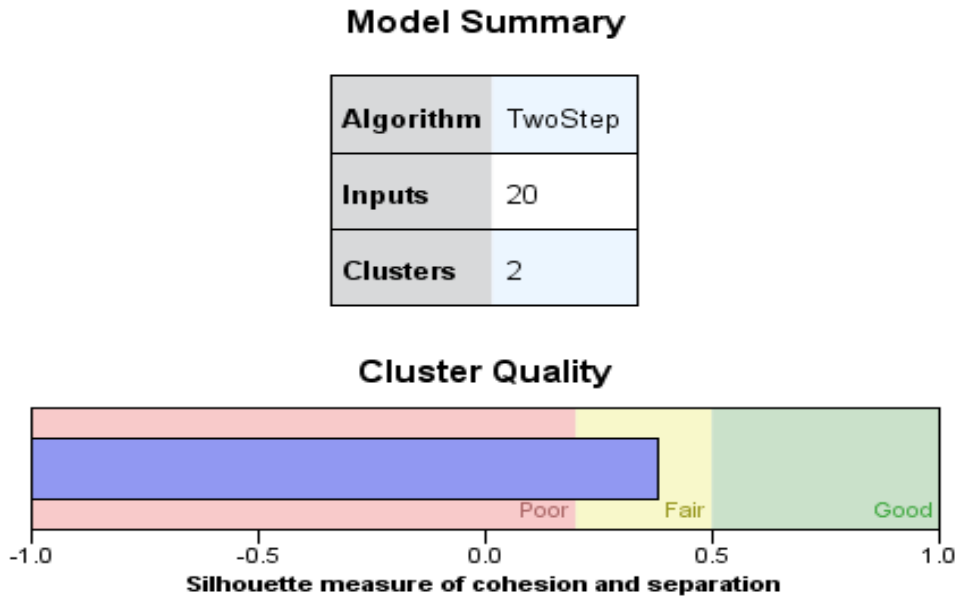 Model Summary
Algorithm TwoStep
Inputs 20
Clusters 2
Cluster Quality
Poor Fair Good
-1.0 -0.5 0.0 0.5 1.0
Silhouette measure of cohesion and separation